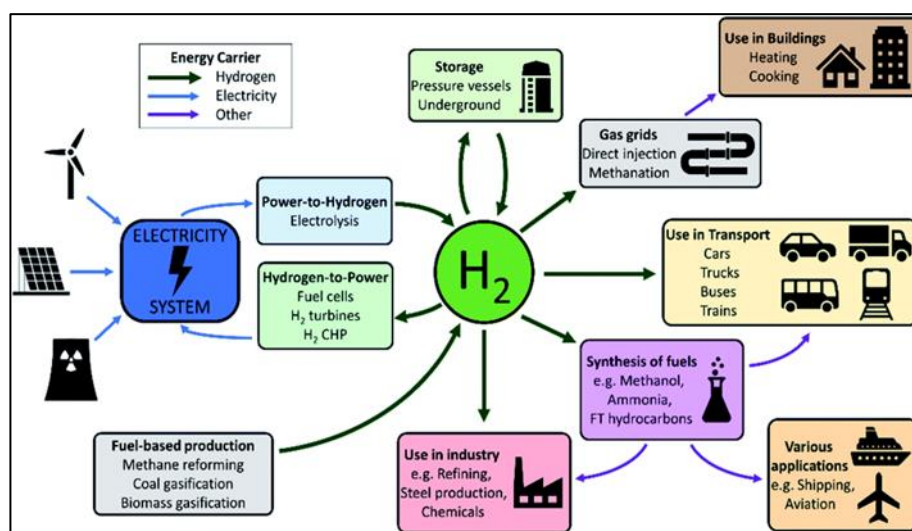 Energy Carrier
Hydrogen
Electricity
Other
Storage
Pressure vessels
Underground
Use in Buildings
Heating
Cooking
Gas grids
Direct injection
Methanation
Power-to-Hydrogen
Electrolysis
ELECTRICITY
SYSTEM
Hydrogen-to-Power
Fuel cells
H₂ turbines
H₂ CHP
H₂
Use in Transport
Cars
Trucks
Buses
Trains
Synthesis of fuels
e.g. Methanol,
Ammonia,
FT hydrocarbons
Fuel-based production
Methane reforming
Coal gasification
Biomass gasification
Use in industry
e.g. Refining,
Steel production,
Chemicals
Various
applications
e.g. Shipping,
Aviation